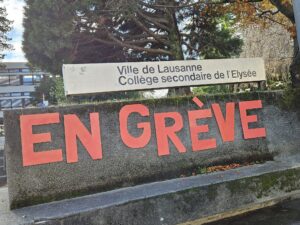 Ville de Lausanne
Collège secondaire de l'Elysée
EN GRèVE